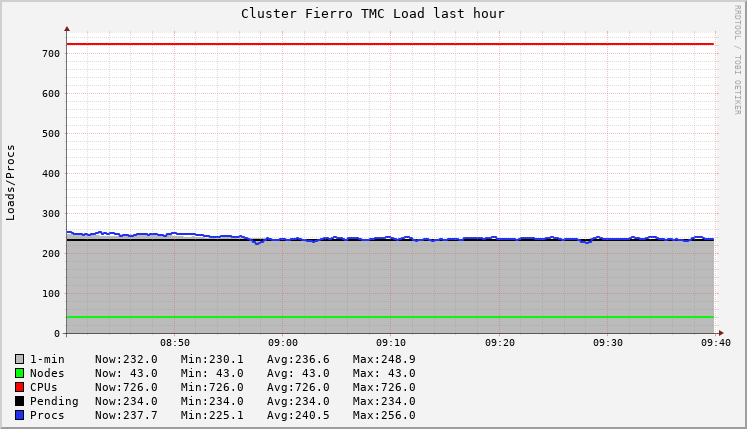 Cluster Fierro TMC Load last hour
RRDTOOL / TOBI OETIKER
Loads/Procs
700
600
500
400
300
200
100
0
08:50 09:00 09:10 09:20 09:30 09:40
1-min Now:232.0 Min:230.1 Avg:236.6 Max:248.9
Nodes Now: 43.0 Min: 43.0 Avg: 43.0 Max: 43.0
CPUs Now:726.0 Min:726.0 Avg:726.0 Max:726.0
Pending Now:234.0 Min:234.0 Avg:234.0 Max:234.0
Procs Now:237.7 Min:225.1 Avg:240.5 Max:256.0